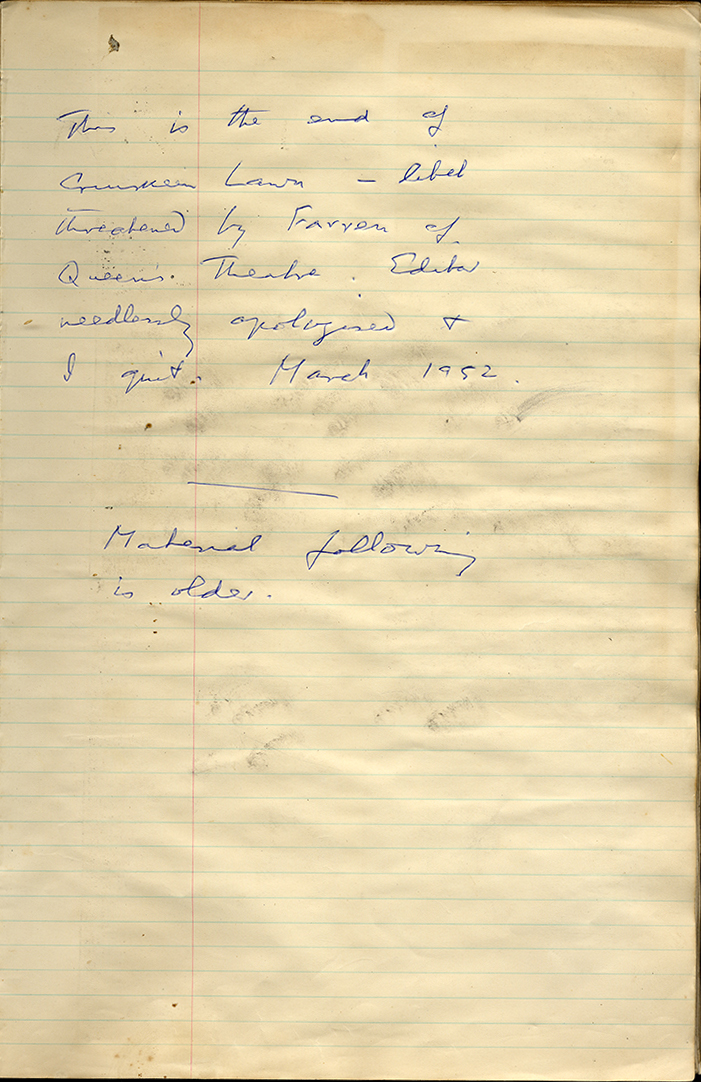 This is the end of
Cruiskeen Lawn – libel
threatened by Farren of
Queen's Theatre. Editor
needlessly apologised &
I quit. March 1952.
Material following
is older.